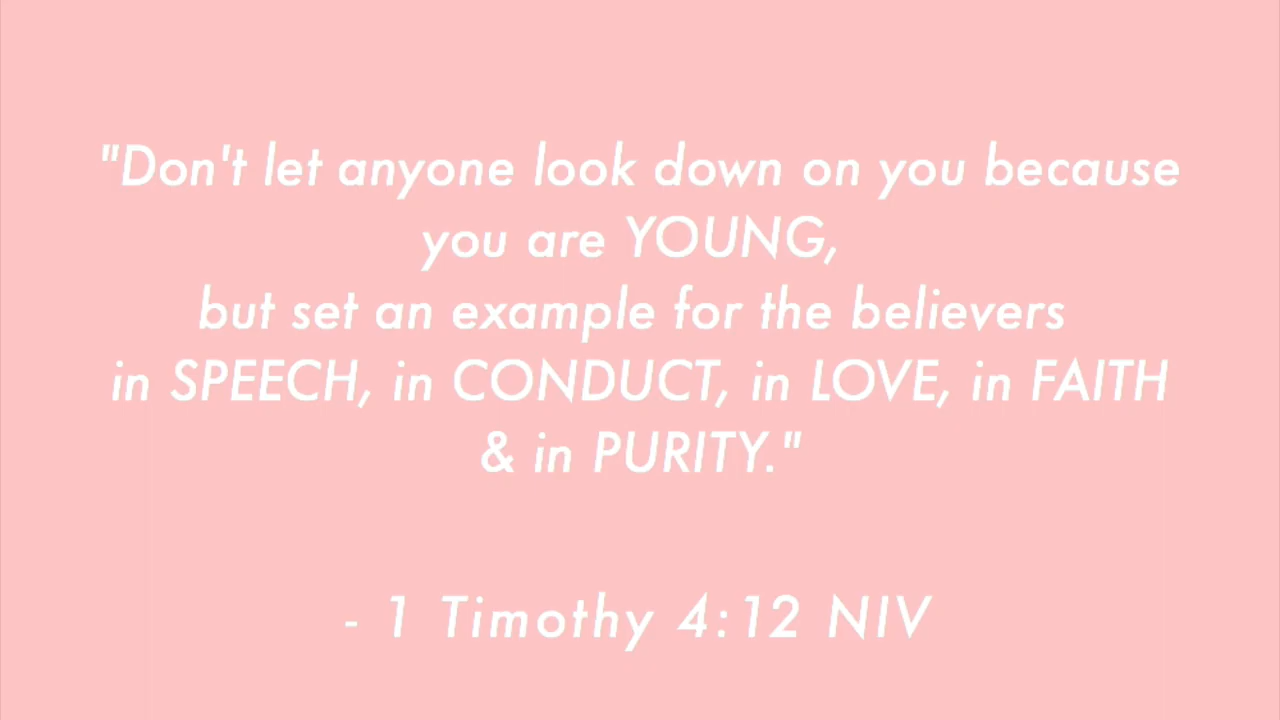 "Don't let anyone look down on you because
you are YOUNG,
but set an example for the believers
in SPEECH, in CONDUCT, in LOVE, in FAITH
& in PURITY."
- 1 Timothy 4:12 NIV